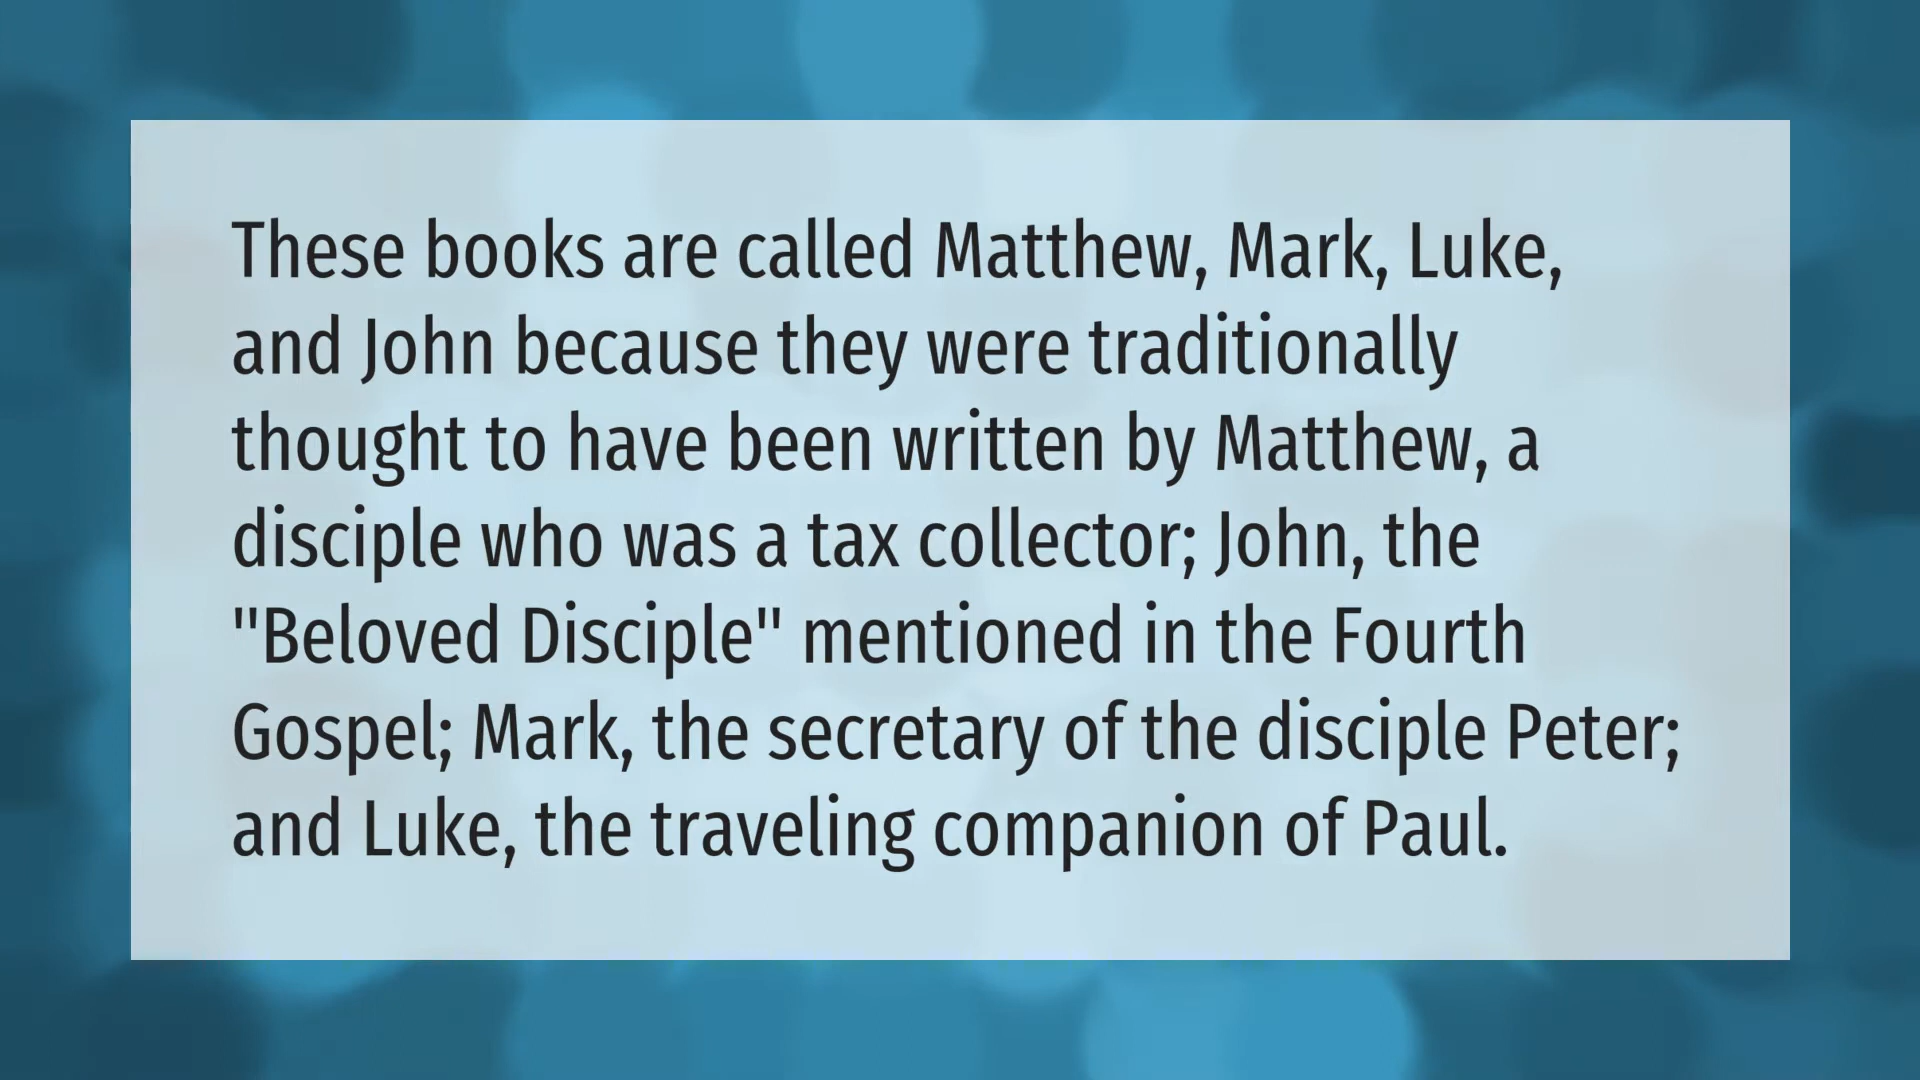 These books are called Matthew, Mark, Luke,
and John because they were traditionally
thought to have been written by Matthew, a
disciple who was a tax collector; John, the
"Beloved Disciple" mentioned in the Fourth
Gospel; Mark, the secretary of the disciple Peter;
and Luke, the traveling companion of Paul.